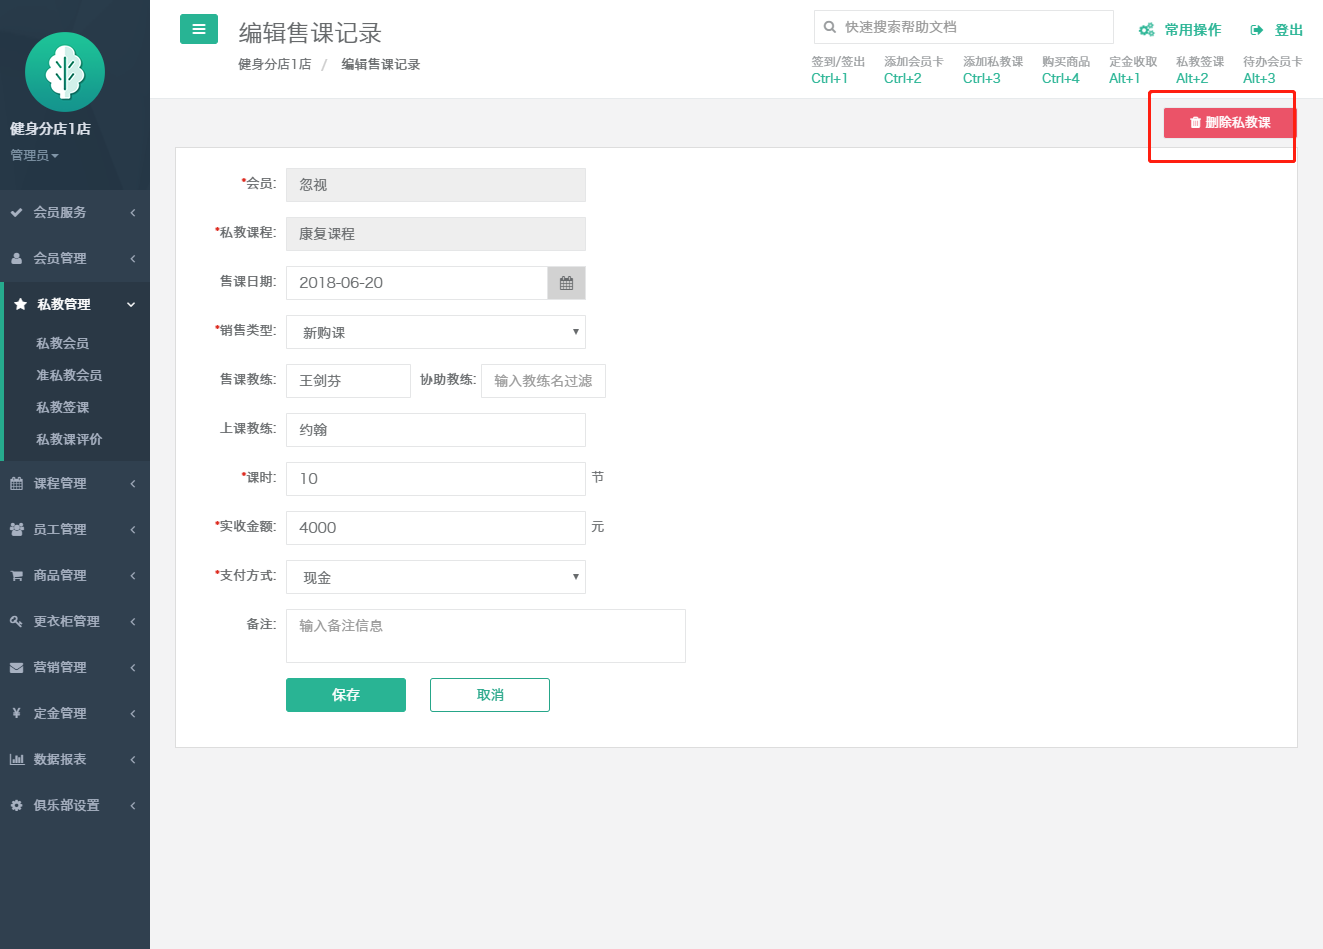 健身分店1店
管理员
会员服务
会员管理
私教管理
私教会员
准私教会员
私教签课
私教课评价
课程管理
员工管理
商品管理
更衣柜管理
营销管理
定金管理
数据报表
俱乐部设置
编辑售课记录
健身分店1店 / 编辑售课记录
快速搜索帮助文档
常用操作 登出
签到/签出 添加会员卡 添加私教课 购买商品 定金收取 私教签课 待办会员卡
Ctrl+1 Ctrl+2 Ctrl+3 Ctrl+4 Alt+1 Alt+2 Alt+3
删除私教课
*会员: 忽视
*私教课程: 康复课程
售课日期: 2018-06-20
*销售类型: 新购课
售课教练: 王剑芬 协助教练: 输入教练名过滤
上课教练: 约翰
*课时: 10 节
*实收金额: 4000 元
*支付方式: 现金
备注: 输入备注信息
保存 取消